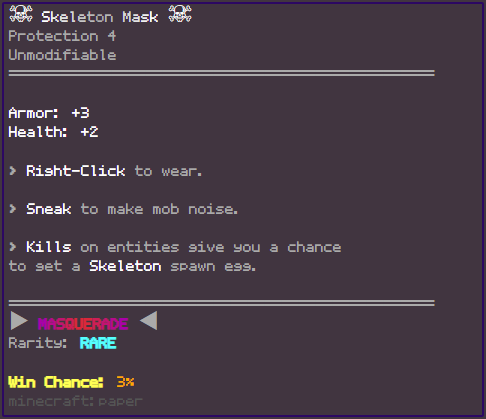 ☠ Skeleton Mask ☠
Protection 4
Unmodifiable
Armor: +3
Health: +2
> Right-Click to wear.
> Sneak to make mob noise.
> Kills on entities give you a chance
to get a Skeleton spawn egg.
▶ MASQUERADE ◀
Rarity: RARE
Win Chance: 3%
minecraft:paper